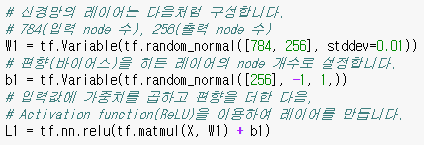 # 신경망의 레이어는 다음처럼 구성합니다.
# 784(입력 node 수), 256(출력 node 수)
W1 = tf.Variable(tf.random_normal([784, 256], stddev=0.01))
# 편향(바이어스)을 히든 레이어의 node 개수로 설정합니다.
b1 = tf.Variable(tf.random_normal([256], -1, 1,))
# 입력값에 가중치를 곱하고 편향을 더한 다음,
# Activation function(ReLU)을 이용하여 레이어를 만듭니다.
L1 = tf.nn.relu(tf.matmul(X, W1) + b1)